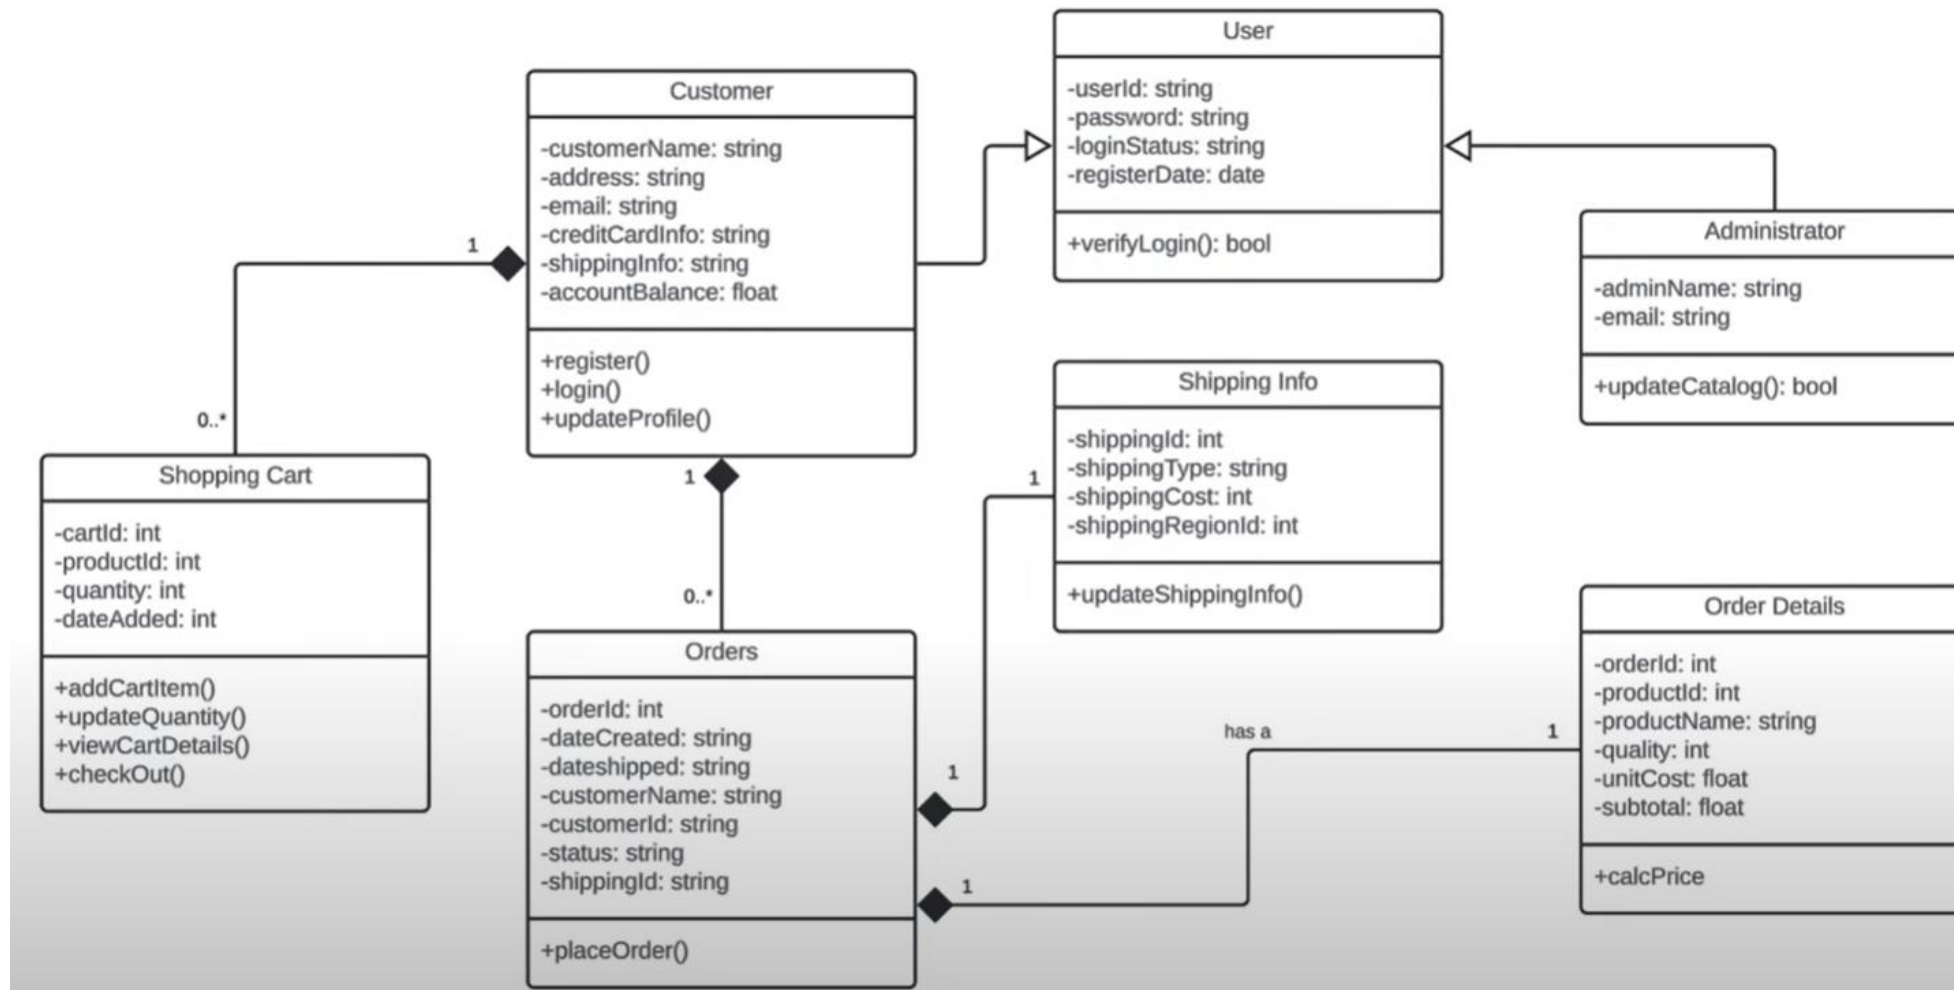 User
-userId: string
-password: string
-loginStatus: string
-registerDate: date
+verifyLogin(): bool
Customer
-customerName: string
-address: string
-email: string
-creditCardInfo: string
-shippingInfo: string
-accountBalance: float
+register()
+login()
+updateProfile()
Administrator
-adminName: string
-email: string
+updateCatalog(): bool
1
0..*
Shopping Cart
-cartId: int
-productId: int
-quantity: int
-dateAdded: int
+addCartItem()
+updateQuantity()
+viewCartDetails()
+checkOut()
1
0..*
Shipping Info
-shippingId: int
-shippingType: string
-shippingCost: int
-shippingRegionId: int
+updateShippingInfo()
1
Orders
-orderId: int
-dateCreated: string
-dateshipped: string
-customerName: string
-customerId: string
-status: string
-shippingId: string
+placeOrder()
1
1
has a
1
Order Details
-orderId: int
-productId: int
-productName: string
-quality: int
-unitCost: float
-subtotal: float
+calcPrice